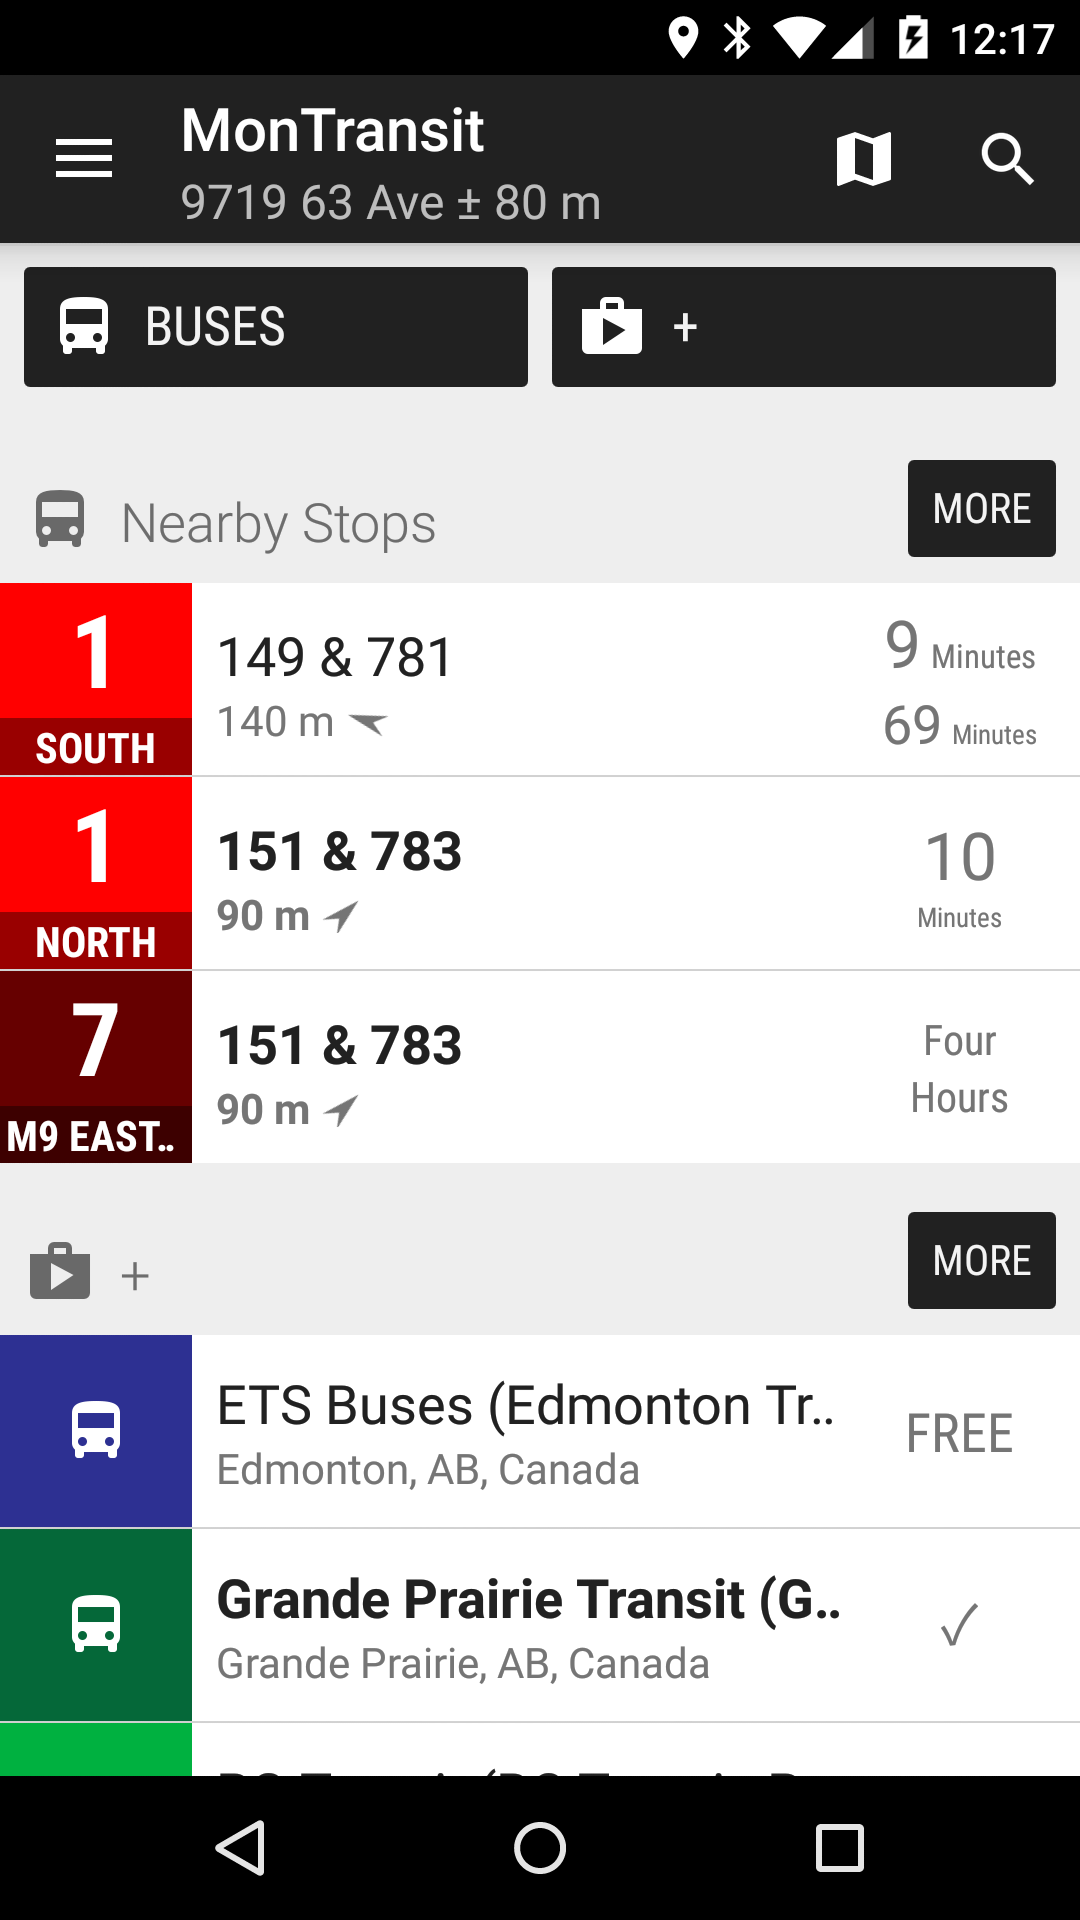 12:17
MonTransit
9719 63 Ave ± 80 m
BUSES
+
Nearby Stops
MORE
1
SOUTH
149 & 781
140 m
9 Minutes
69 Minutes
1
NORTH
151 & 783
90 m
10
Minutes
7
M9 EAST..
151 & 783
90 m
Four
Hours
+
MORE
ETS Buses (Edmonton Tr..
Edmonton, AB, Canada
FREE
Grande Prairie Transit (G..
Grande Prairie, AB, Canada
✓